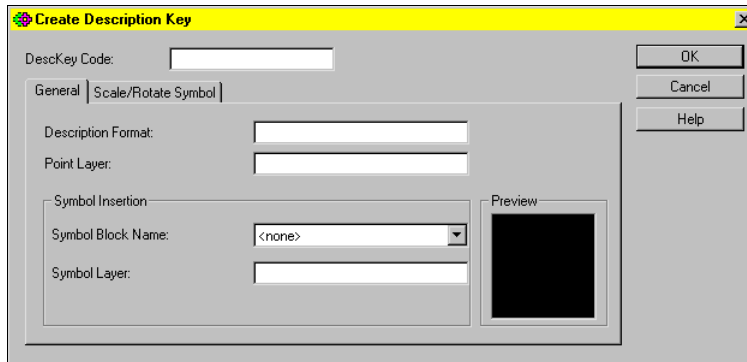 Create Description Key
DescKey Code:
OK
General
Scale/Rotate Symbol
Cancel
Help
Description Format:
Point Layer:
Symbol Insertion
Preview
Symbol Block Name:
<none>
Symbol Layer: